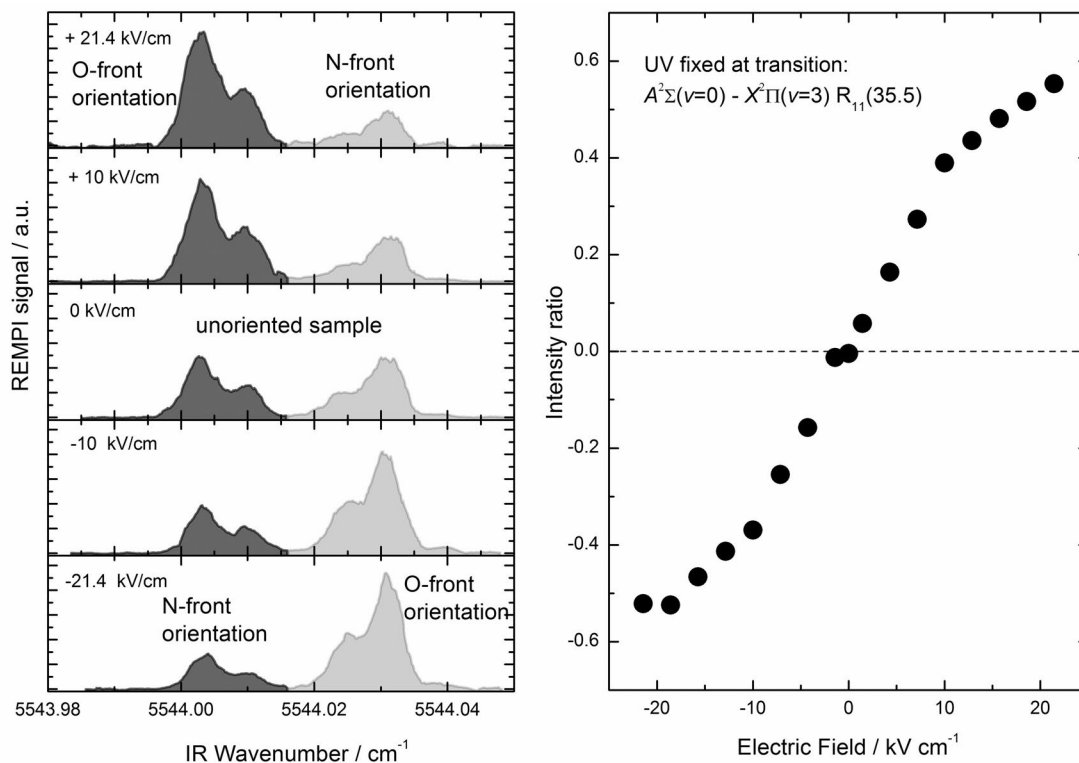 + 21.4 kV/cm
O-front
orientation
N-front
orientation
+ 10 kV/cm
0 kV/cm
unoriented sample
-10 kV/cm
-21.4 kV/cm
N-front
orientation
O-front
orientation
REMPI signal / a.u.
5543.98
5544.00
5544.02
5544.04
IR Wavenumber / cm⁻¹
UV fixed at transition:
A²Σ(v=0) - X²Π(v=3) R₁₁(35.5)
Intensity ratio
0.6
0.4
0.2
0.0
-0.2
-0.4
-0.6
-20
-10
0
10
20
Electric Field / kV cm⁻¹